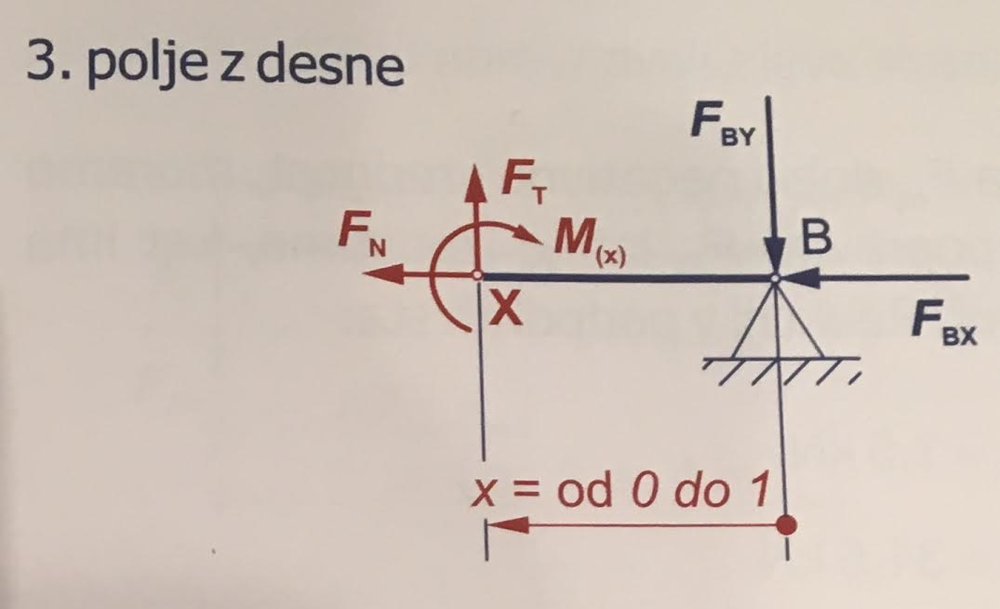 3. polje z desne
F_BY
F_T
F_N
M_(x)
B
X
F_BX
x = od 0 do 1